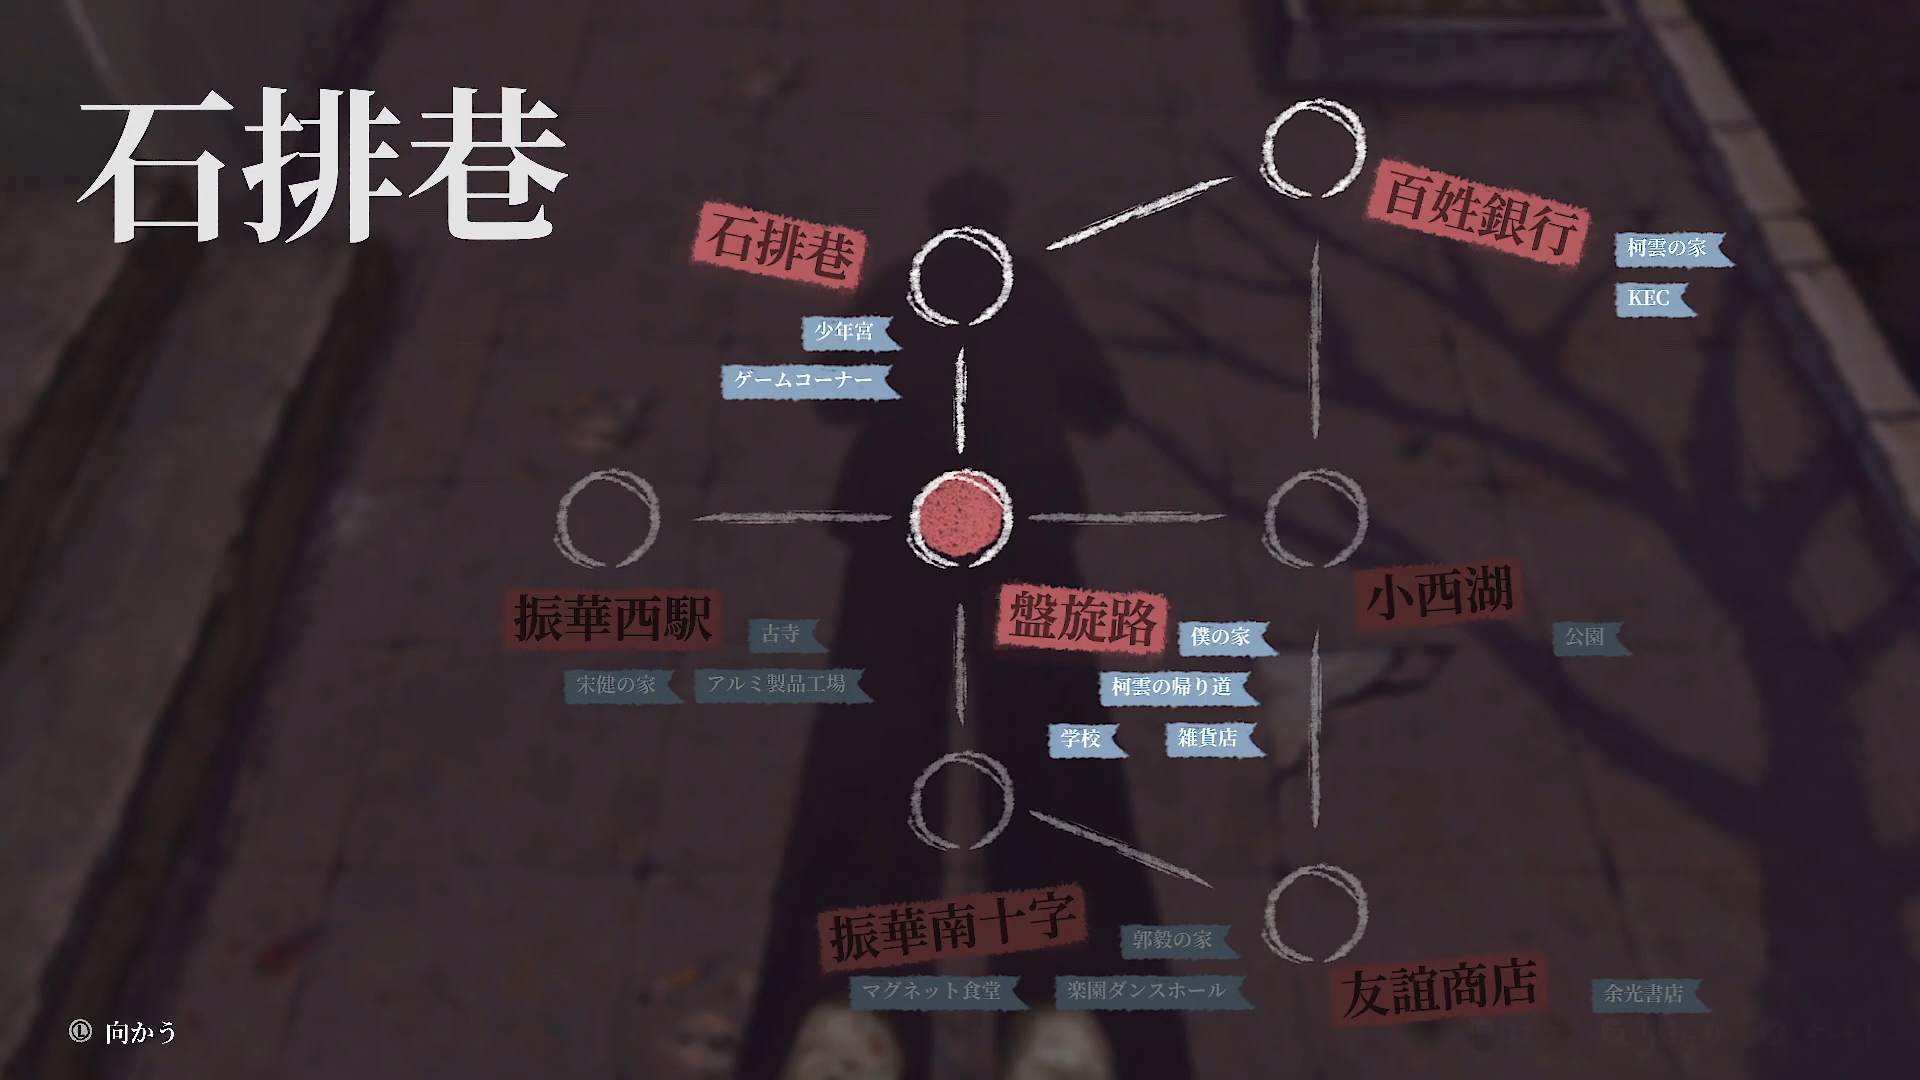 石排巷
百姓銀行
石排巷
柯雲の家
KEC
少年宮
ゲームコーナー
振華西駅
古寺
宋健の家
アルミ製品工場
盤旋路
僕の家
柯雲の帰り道
学校
雑貨店
小西湖
公園
振華南十字
郭毅の家
マグネット食堂
楽園ダンスホール
友誼商店
余光書店
L 向かう